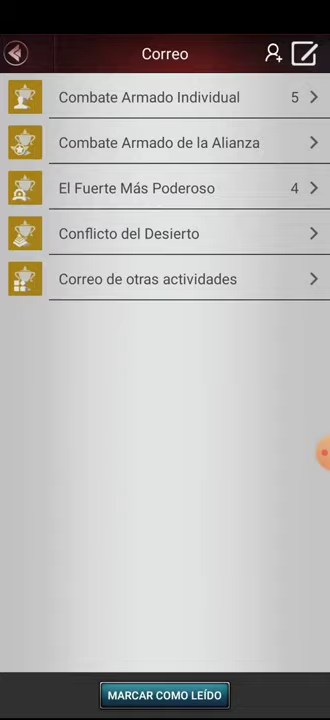 Correo
Combate Armado Individual 5
Combate Armado de la Alianza
El Fuerte Más Poderoso 4
Conflicto del Desierto
Correo de otras actividades
MARCAR COMO LEÍDO